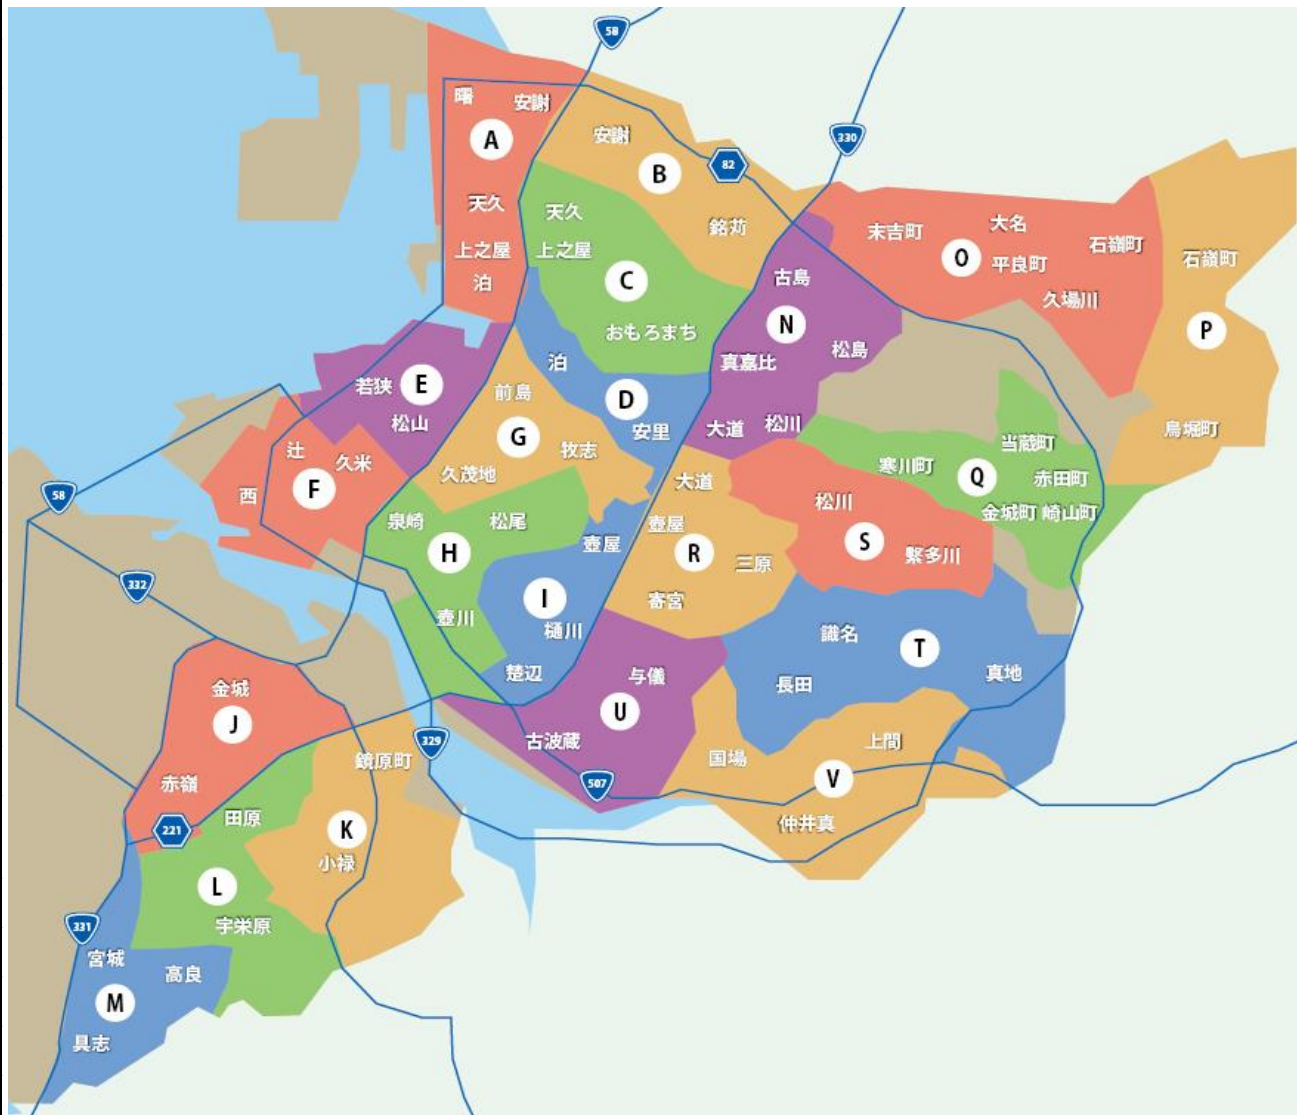 58
曙
安謝
A
天久
上之屋
泊
安謝
B
82
銘苅
330
天久
上之屋
C
おもろまち
末吉町
大名
石嶺町
O
平良町
久場川
石嶺町
P
鳥堀町
古島
N
真嘉比
松島
大道
松川
泊
D
安里
若狭
E
松山
前島
G
牧志
久茂地
辻
久米
西
F
58
当蔵町
寒川町
Q
赤田町
金城町
崎山町
大道
壺屋
R
三原
寄宮
松川
S
繋多川
泉崎
松尾
H
壺川
壺屋
I
樋川
楚辺
332
識名
T
長田
真地
与儀
U
古波蔵
507
国場
上間
V
仲井真
329
金城
J
赤嶺
221
鏡原町
K
小禄
田原
L
宇栄原
331
宮城
高良
M
具志